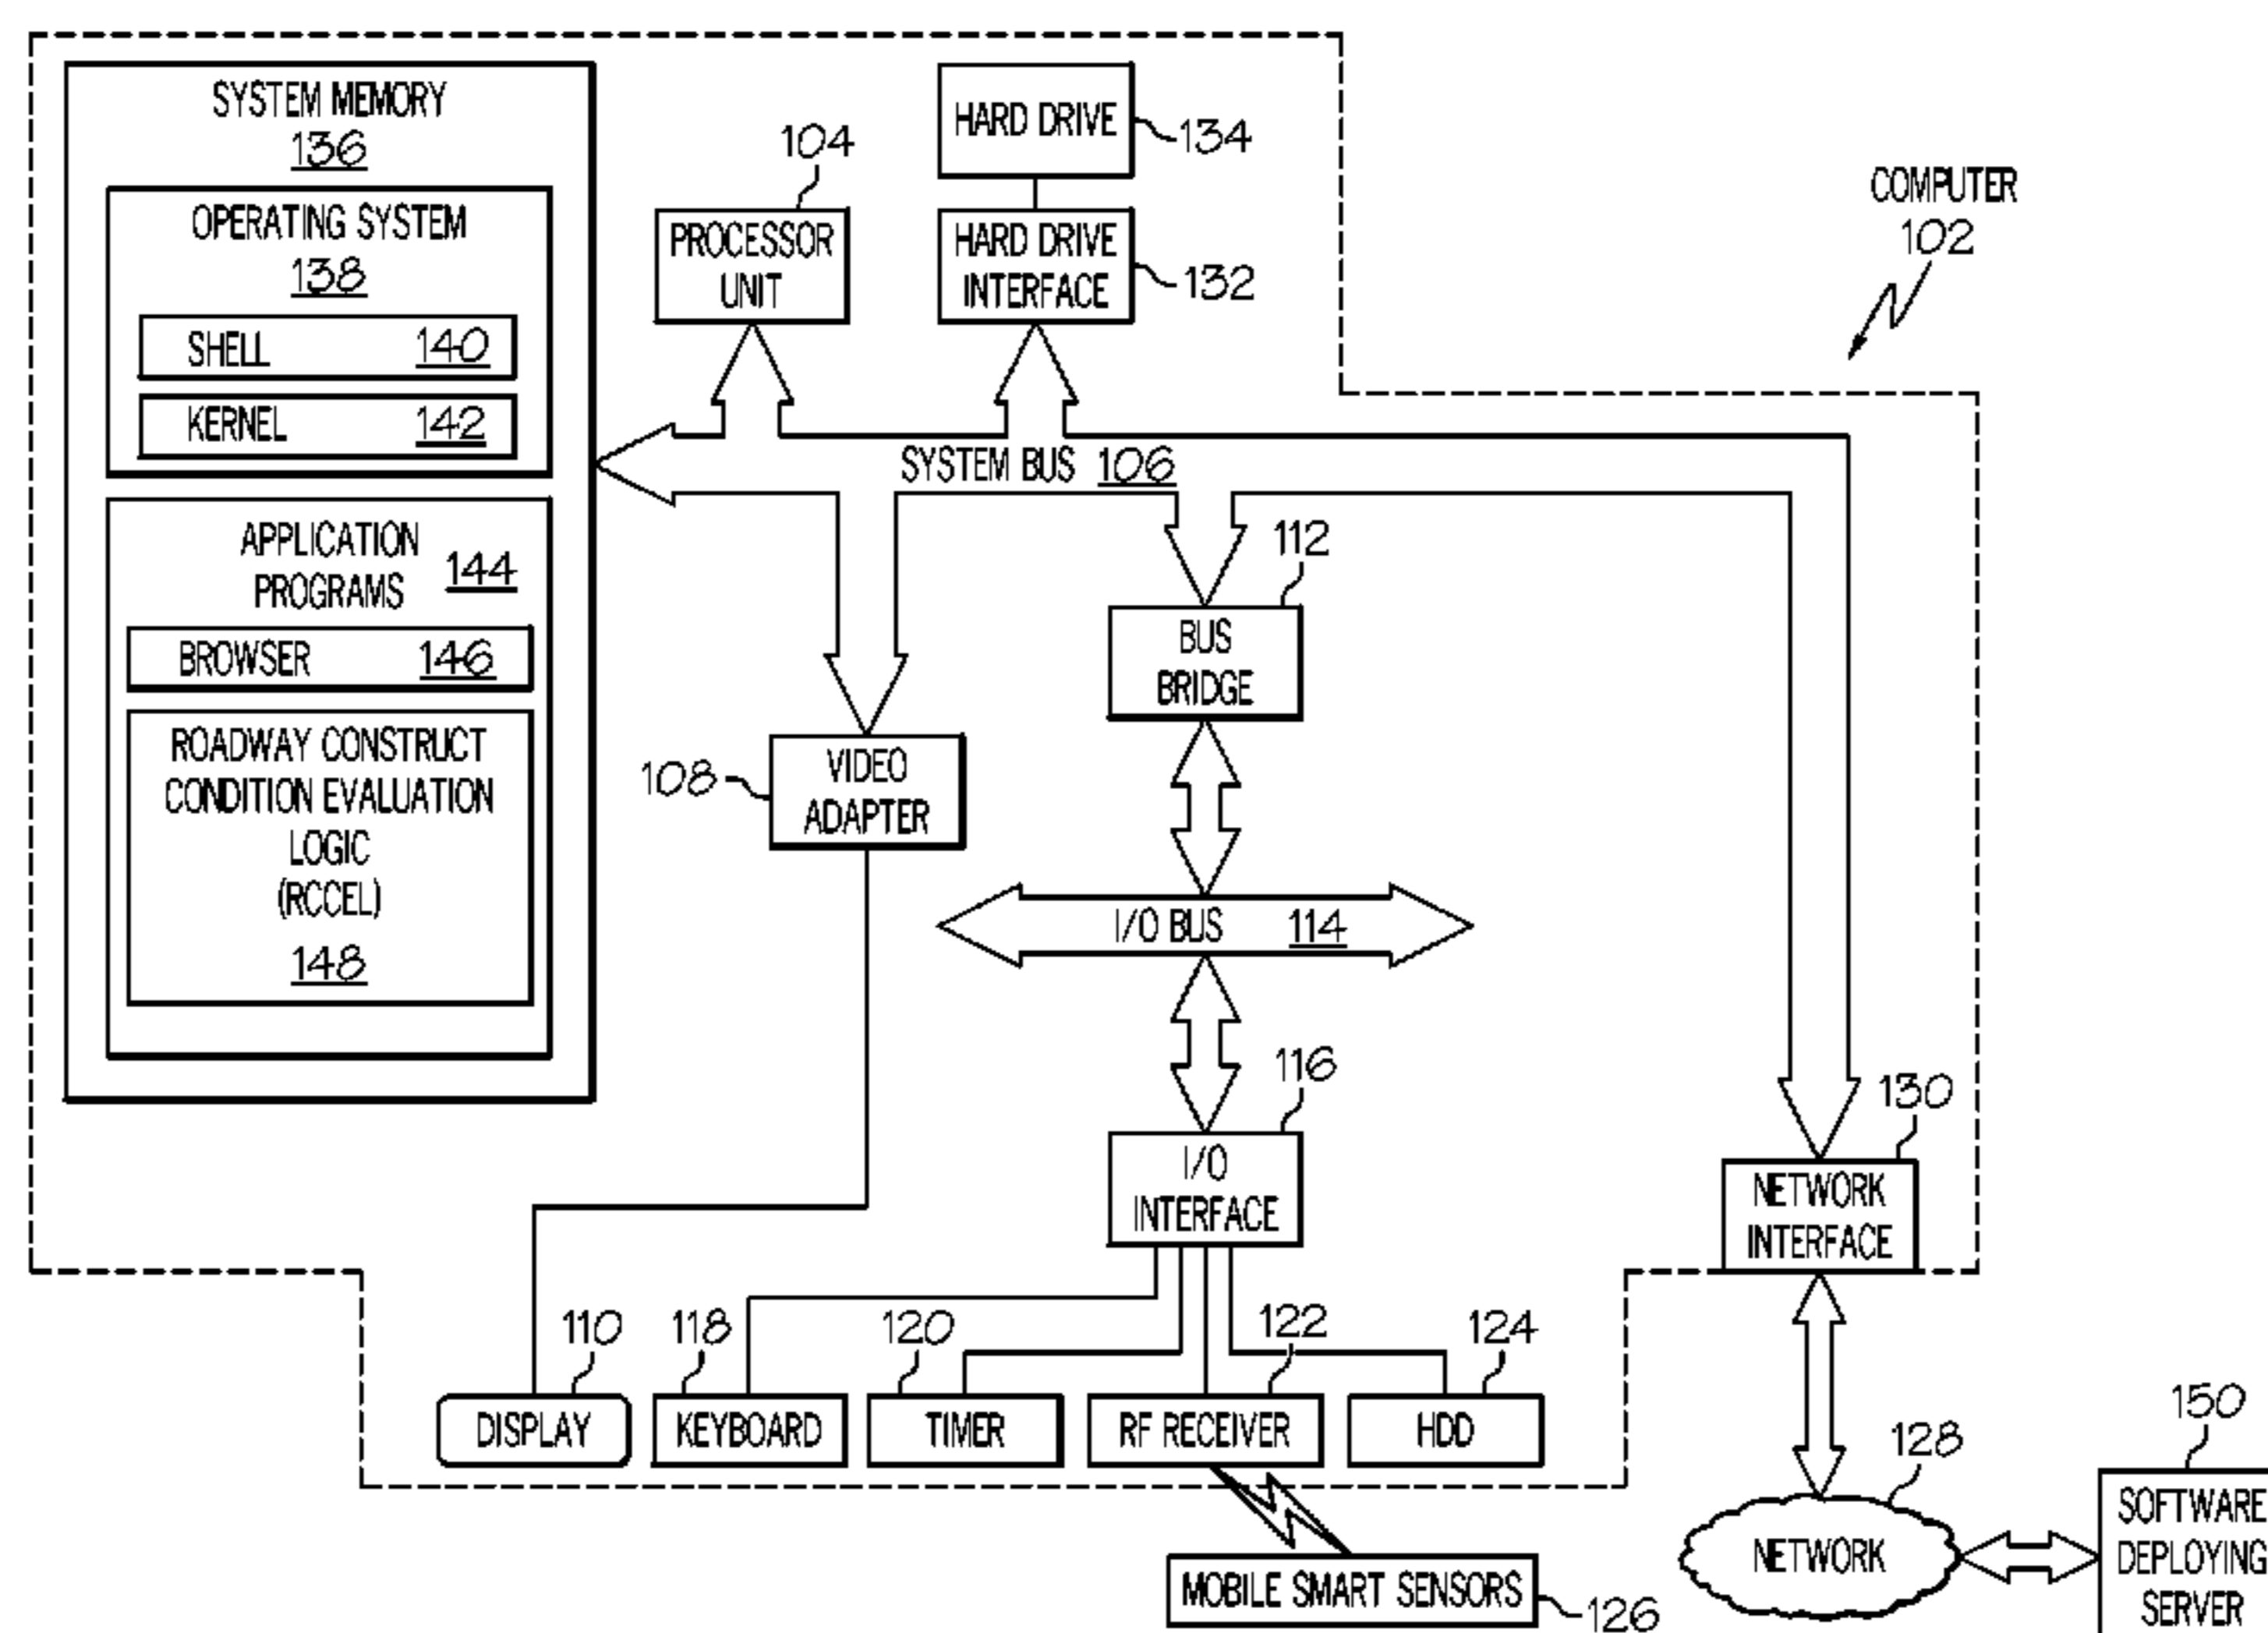 SYSTEM MEMORY
136
OPERATING SYSTEM
138
SHELL 140
KERNEL 142
APPLICATION
PROGRAMS
144
BROWSER 146
ROADWAY CONSTRUCT
CONDITION EVALUATION
LOGIC
(RCCEL)
148
104
PROCESSOR
UNIT
HARD DRIVE
134
HARD DRIVE
INTERFACE
132
COMPUTER
102
SYSTEM BUS 106
112
BUS
BRIDGE
108
VIDEO
ADAPTER
I/O BUS 114
116
I/O
INTERFACE
130
NETWORK
INTERFACE
110
DISPLAY
118
KEYBOARD
120
TIMER
122
RF RECEIVER
124
HDD
MOBILE SMART SENSORS
126
128
NETWORK
150
SOFTWARE
DEPLOYING
SERVER